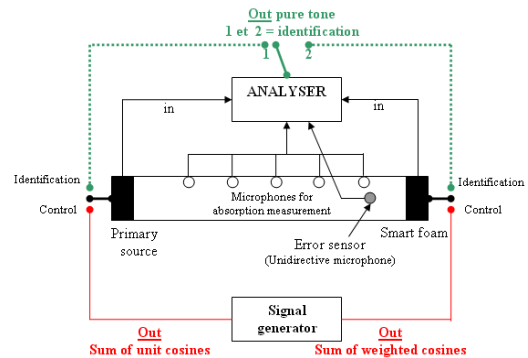 Out pure tone
1 et 2 = identification
1
2
ANALYSER
in
in
Identification
Identification
Control
Control
Microphones for
absorption measurement
Primary
source
Error sensor
(Unidirective microphone)
Smart foam
Signal
generator
Out
Sum of unit cosines
Out
Sum of weighted cosines